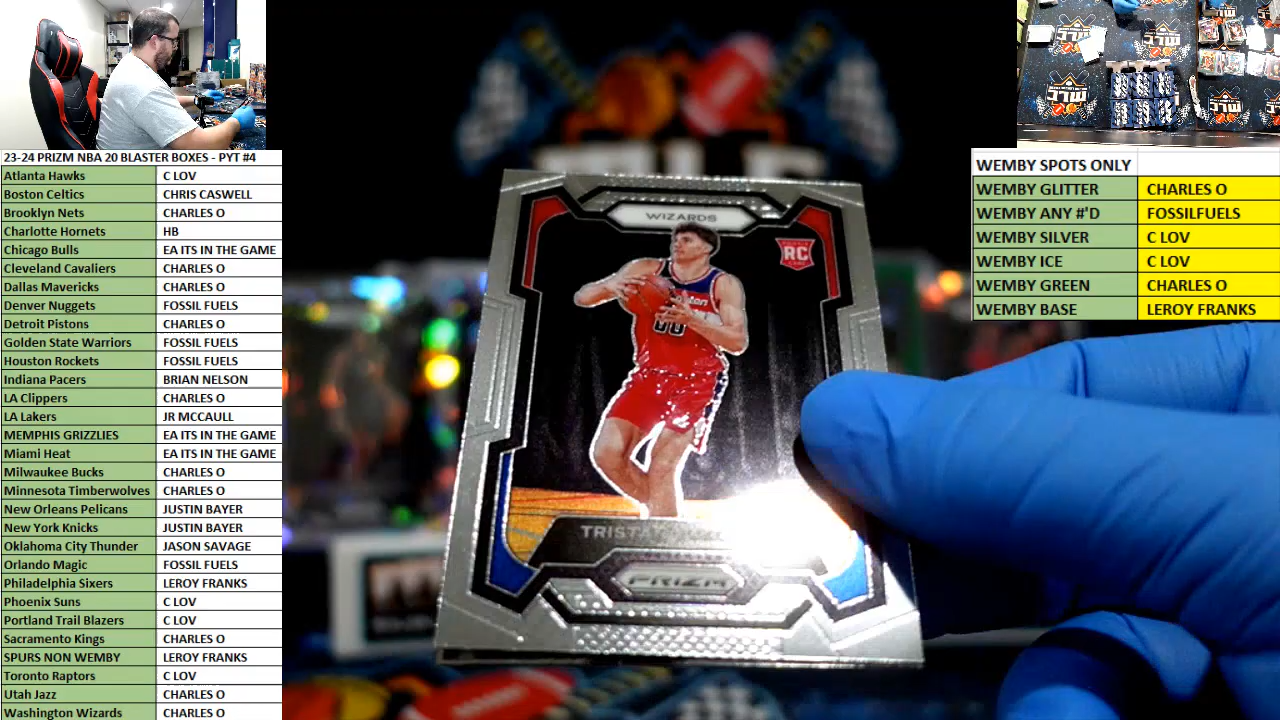 23-24 PRIZM NBA 20 BLASTER BOXES - PYT #4
Atlanta Hawks C LOV
Boston Celtics CHRIS CASWELL
Brooklyn Nets CHARLES O
Charlotte Hornets HB
Chicago Bulls EA ITS IN THE GAME
Cleveland Cavaliers CHARLES O
Dallas Mavericks CHARLES O
Denver Nuggets FOSSIL FUELS
Detroit Pistons CHARLES O
Golden State Warriors FOSSIL FUELS
Houston Rockets FOSSIL FUELS
Indiana Pacers BRIAN NELSON
LA Clippers CHARLES O
LA Lakers JR MCCAULL
MEMPHIS GRIZZLIES EA ITS IN THE GAME
Miami Heat EA ITS IN THE GAME
Milwaukee Bucks CHARLES O
Minnesota Timberwolves CHARLES O
New Orleans Pelicans JUSTIN BAYER
New York Knicks JUSTIN BAYER
Oklahoma City Thunder JASON SAVAGE
Orlando Magic FOSSIL FUELS
Philadelphia Sixers LEROY FRANKS
Phoenix Suns C LOV
Portland Trail Blazers C LOV
Sacramento Kings CHARLES O
SPURS NON WEMBY LEROY FRANKS
Toronto Raptors C LOV
Utah Jazz CHARLES O
Washington Wizards CHARLES O
WIZARDS
RC
PRIZM
WEMBY SPOTS ONLY
WEMBY GLITTER CHARLES O
WEMBY ANY #'D FOSSILFUELS
WEMBY SILVER C LOV
WEMBY ICE C LOV
WEMBY GREEN CHARLES O
WEMBY BASE LEROY FRANKS